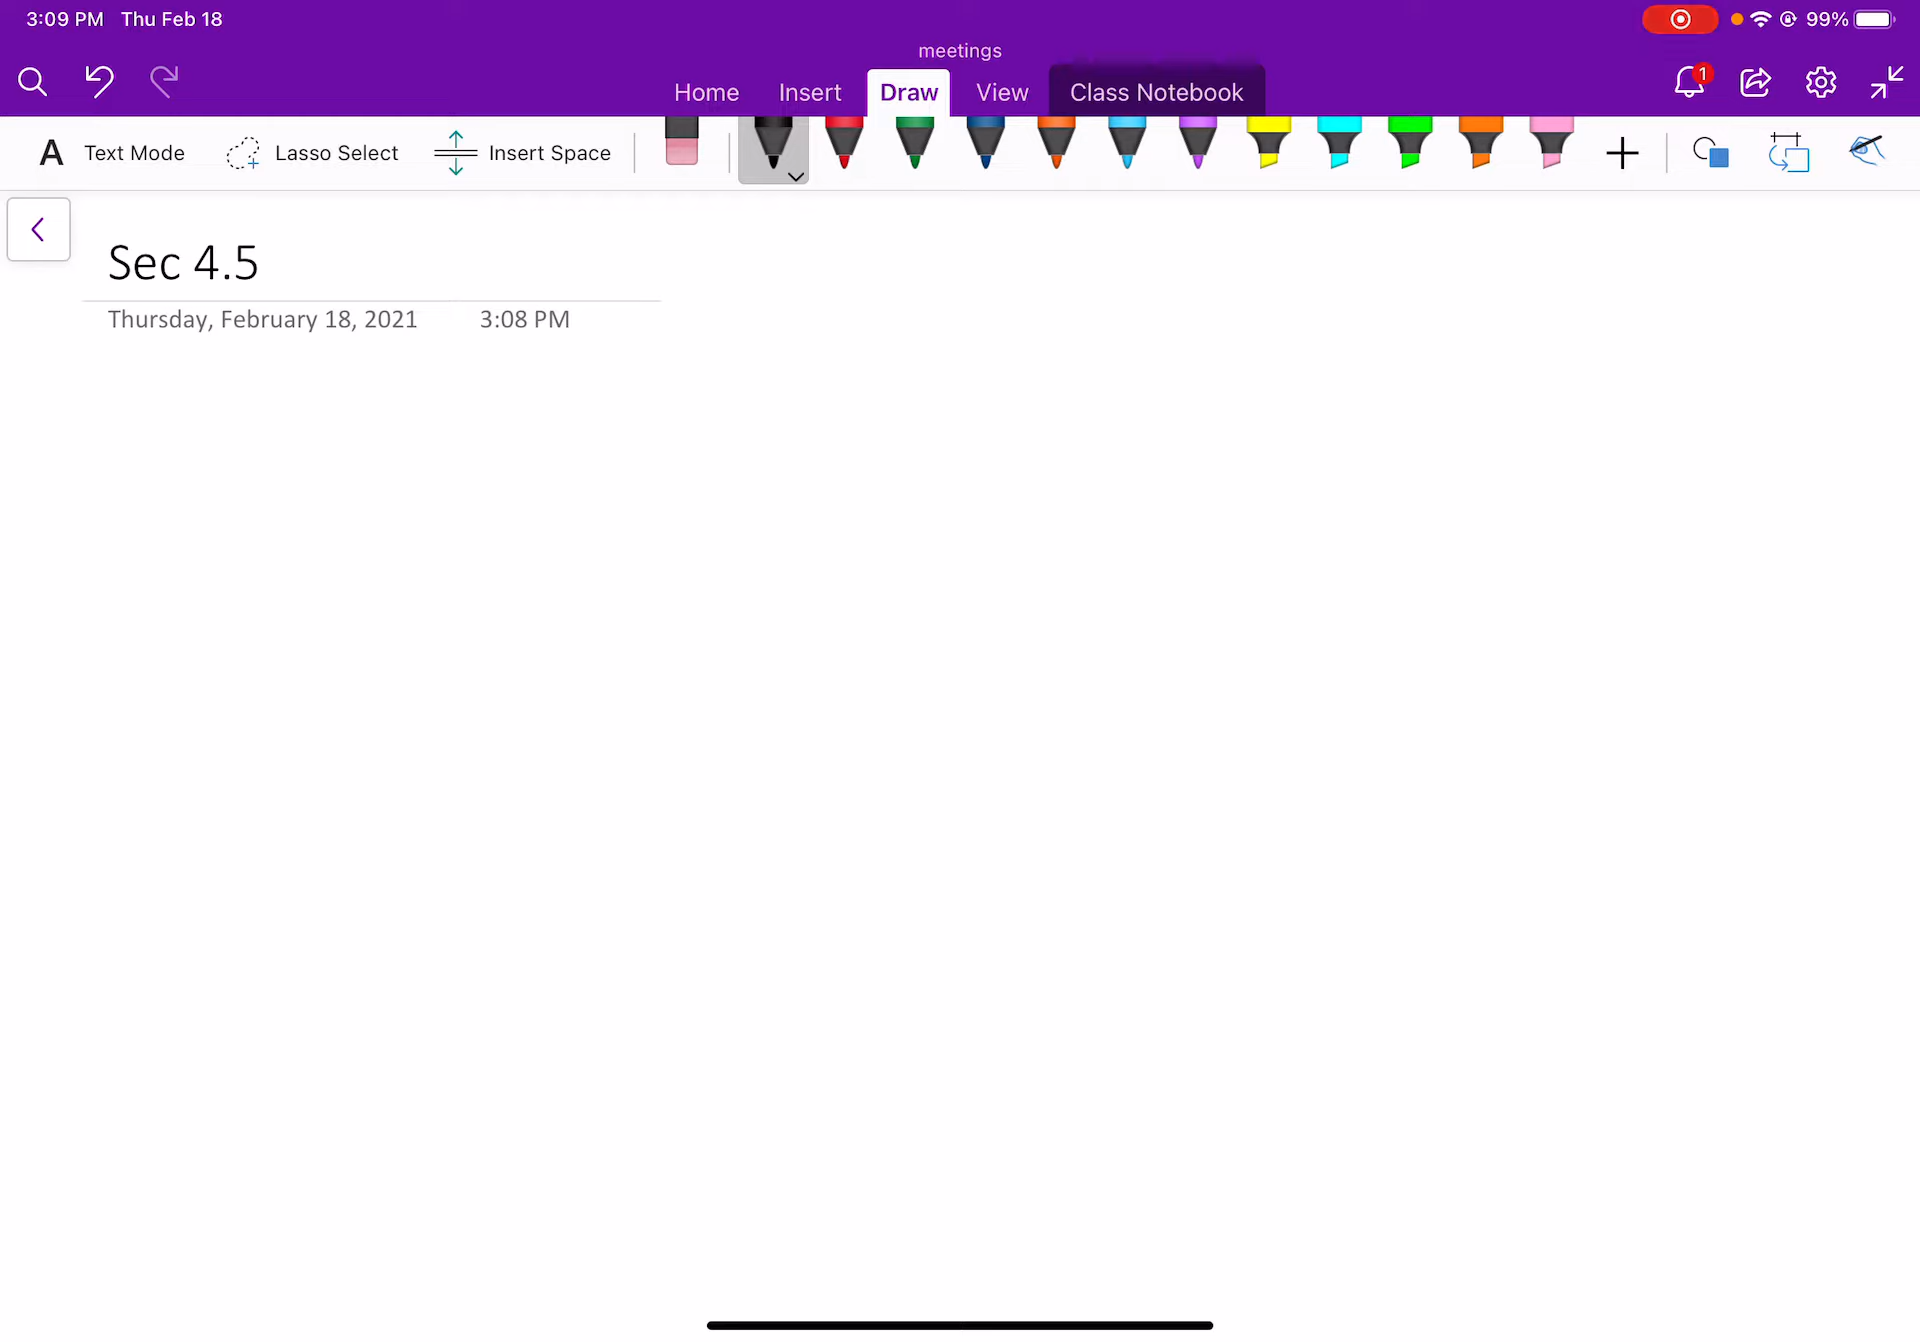 3:09 PM Thu Feb 18 99%
meetings
1
Home Insert Draw View Class Notebook
A Text Mode Lasso Select Insert Space
Sec 4.5
Thursday, February 18, 2021 3:08 PM